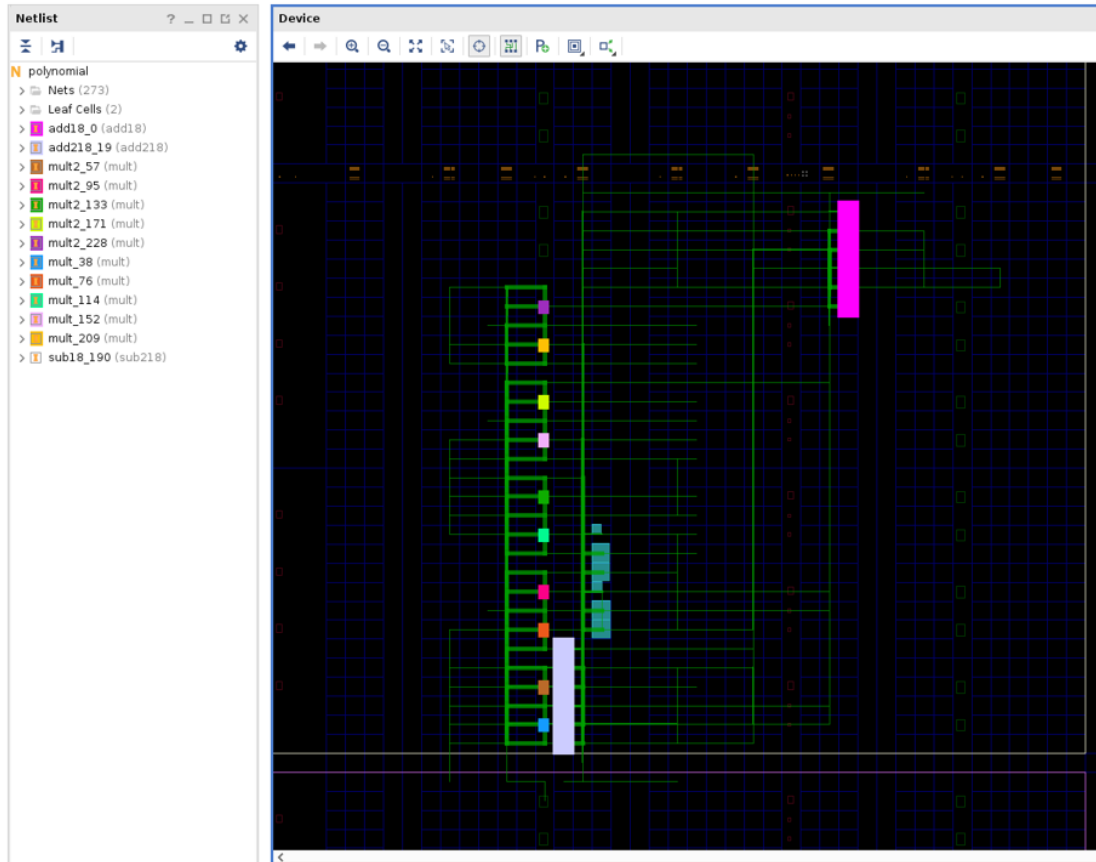 Netlist
Device
polynomial
Nets (273)
Leaf Cells (2)
add18_0 (add18)
add218_19 (add218)
mult2_57 (mult)
mult2_95 (mult)
mult2_133 (mult)
mult2_171 (mult)
mult2_228 (mult)
mult_38 (mult)
mult_76 (mult)
mult_114 (mult)
mult_152 (mult)
mult_209 (mult)
sub18_190 (sub218)